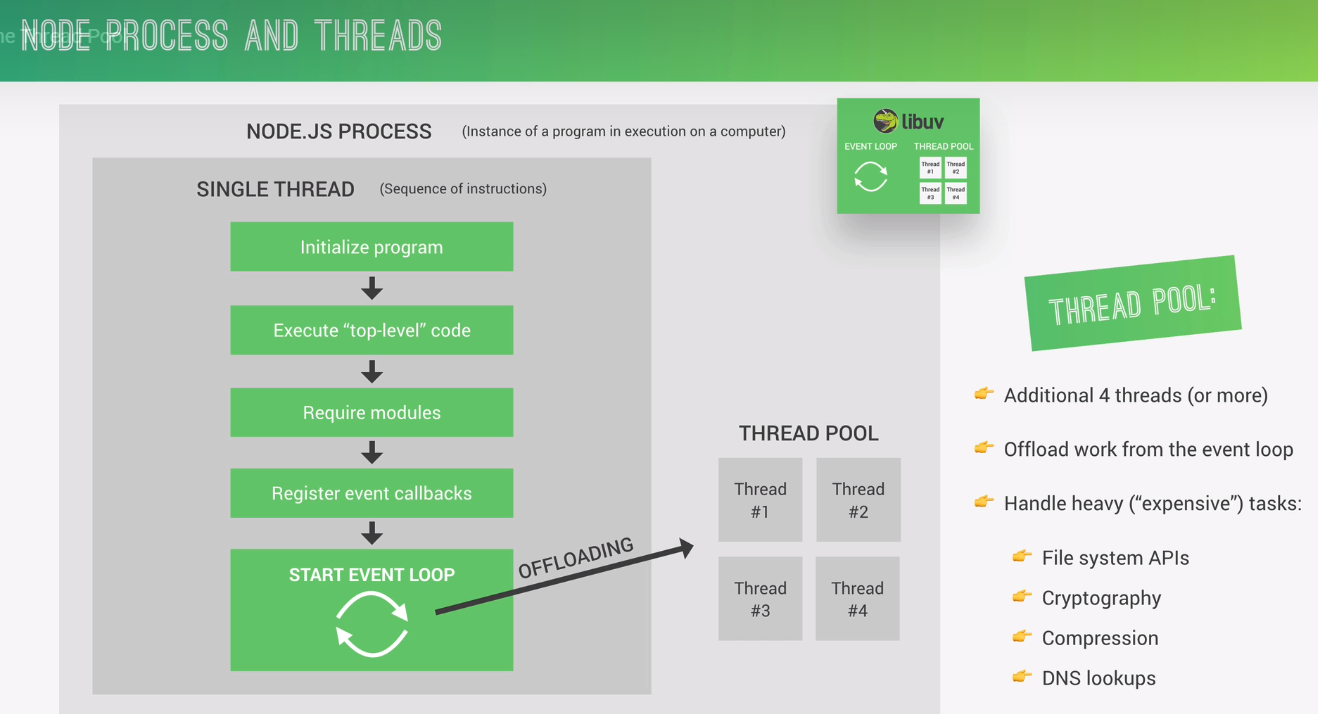 NODE PROCESS AND THREADS
NODE.JS PROCESS (Instance of a program in execution on a computer)
SINGLE THREAD (Sequence of instructions)
Initialize program
Execute “top-level” code
Require modules
Register event callbacks
START EVENT LOOP
OFFLOADING
THREAD POOL
Thread #1
Thread #2
Thread #3
Thread #4
libuv
EVENT LOOP
THREAD POOL
Thread #1
Thread #2
Thread #3
Thread #4
THREAD POOL:
Additional 4 threads (or more)
Offload work from the event loop
Handle heavy (“expensive”) tasks:
File system APIs
Cryptography
Compression
DNS lookups